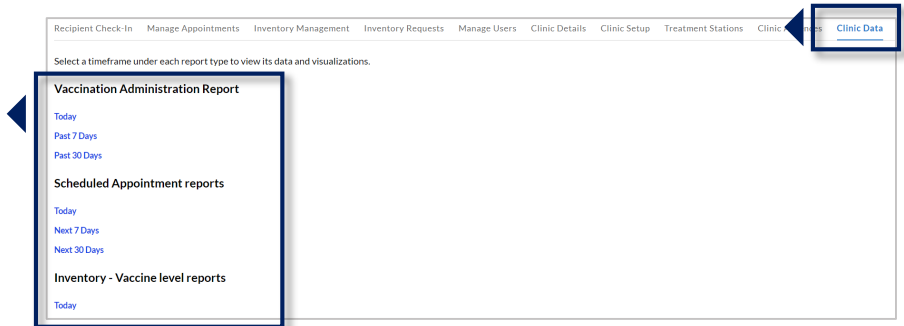 Recipient Check-In Manage Appointments Inventory Management Inventory Requests Manage Users Clinic Details Clinic Setup Treatment Stations Clinic Clinic Data
Select a timeframe under each report type to view its data and visualizations.
Vaccination Administration Report
Today
Past 7 Days
Past 30 Days
Scheduled Appointment reports
Today
Next 7 Days
Next 30 Days
Inventory - Vaccine level reports
Today